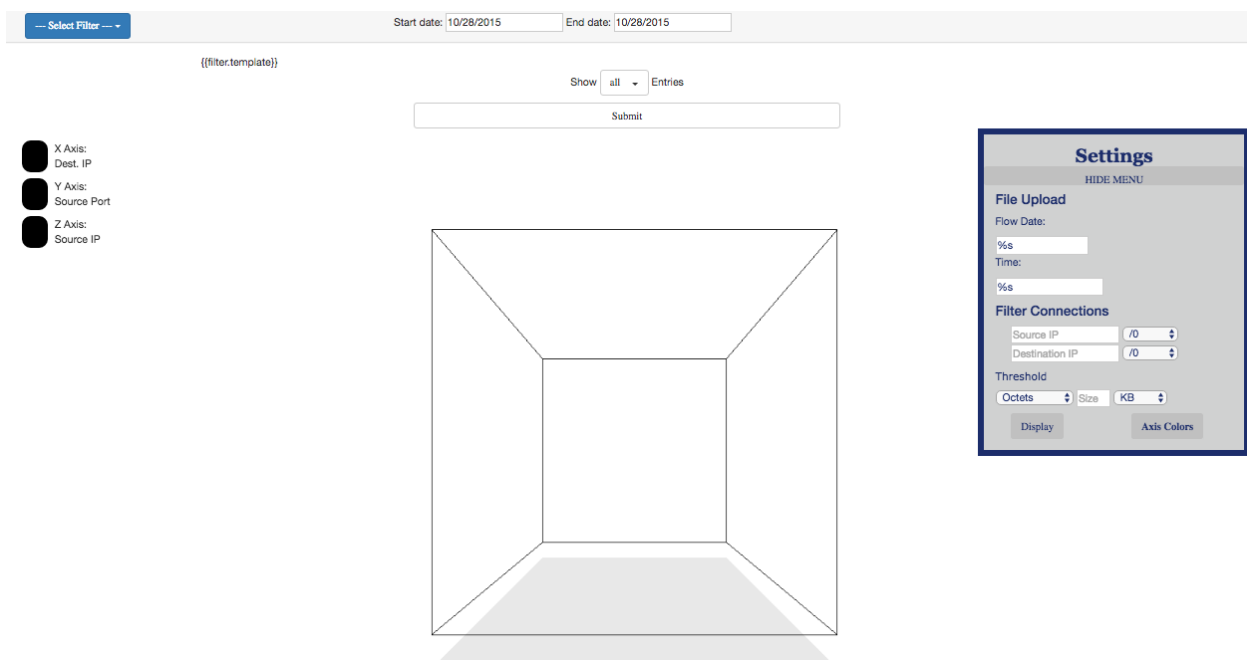 --- Select Filter ---
Start date: 10/28/2015 End date: 10/28/2015
{{filter.template}}
Show all Entries
Submit
X Axis:
Dest. IP
Y Axis:
Source Port
Z Axis:
Source IP
Settings
HIDE MENU
File Upload
Flow Date:
%s
Time:
%s
Filter Connections
Source IP /0
Destination IP /0
Threshold
Octets Size KB
Display Axis Colors